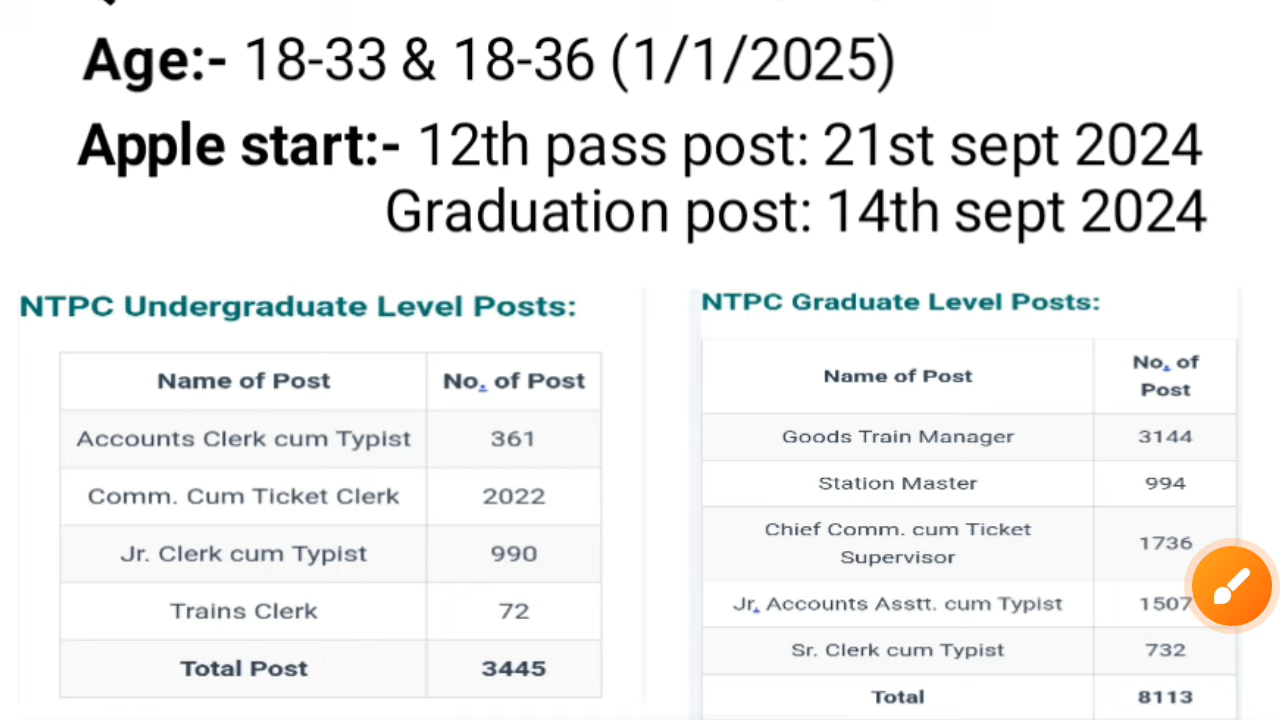 Age:- 18-33 & 18-36 (1/1/2025)
Apple start:- 12th pass post: 21st sept 2024
Graduation post: 14th sept 2024
NTPC Undergraduate Level Posts:
Name of Post No. of Post
Accounts Clerk cum Typist 361
Comm. Cum Ticket Clerk 2022
Jr. Clerk cum Typist 990
Trains Clerk 72
Total Post 3445
NTPC Graduate Level Posts:
Name of Post No. of Post
Goods Train Manager 3144
Station Master 994
Chief Comm. cum Ticket
Supervisor 1736
Jr. Accounts Asstt. cum Typist 1507
Sr. Clerk cum Typist 732
Total 8113